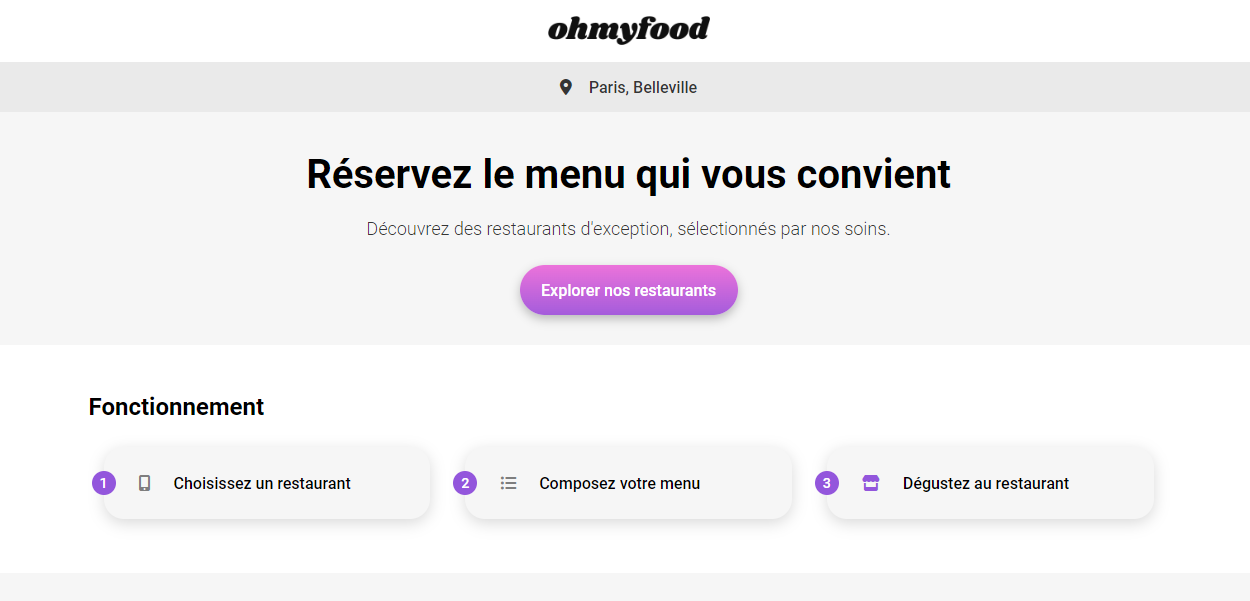 ohmyfood
Paris, Belleville
Réservez le menu qui vous convient
Découvrez des restaurants d'exception, sélectionnés par nos soins.
Explorer nos restaurants
Fonctionnement
1 Choisissez un restaurant
2 Composez votre menu
3 Dégustez au restaurant